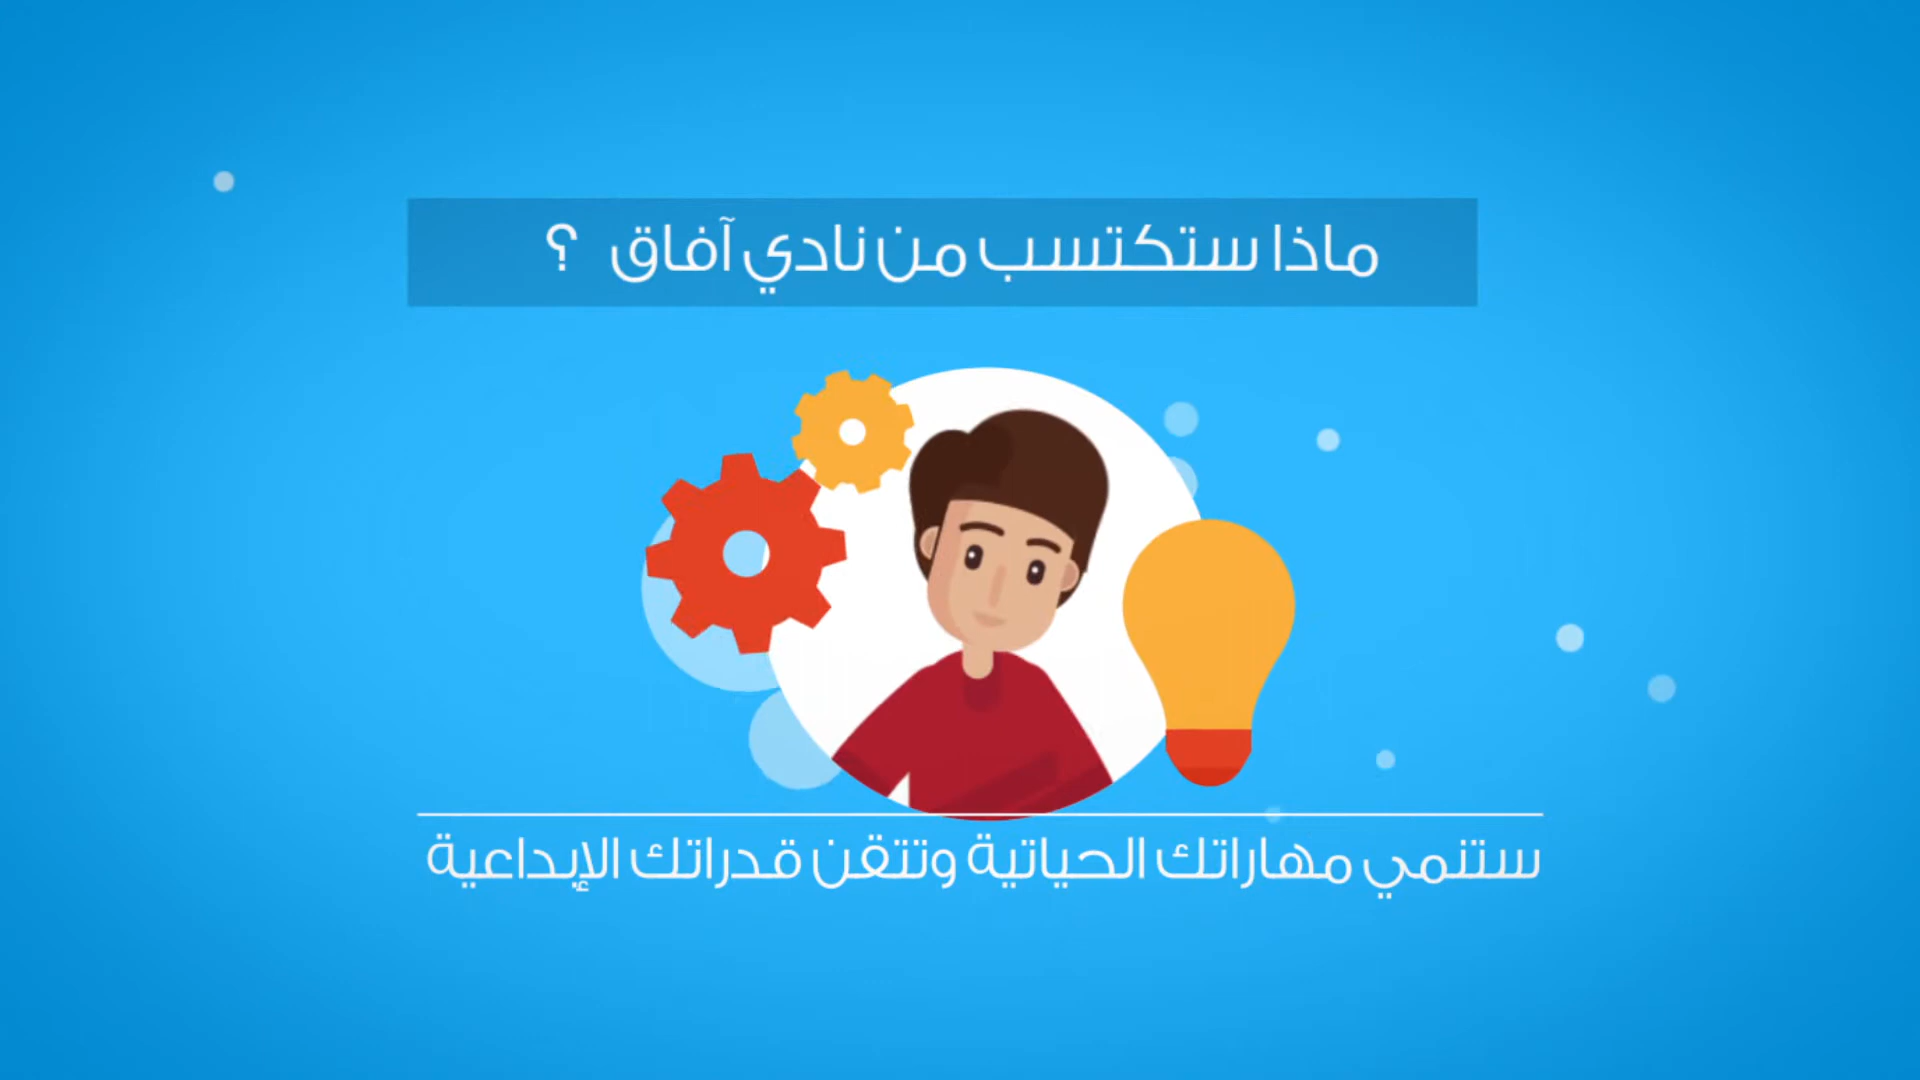 ماذا ستكتسب من نادي آفاق ؟
ستنمي مهاراتك الحياتية وتتقن قدراتك الإبداعية